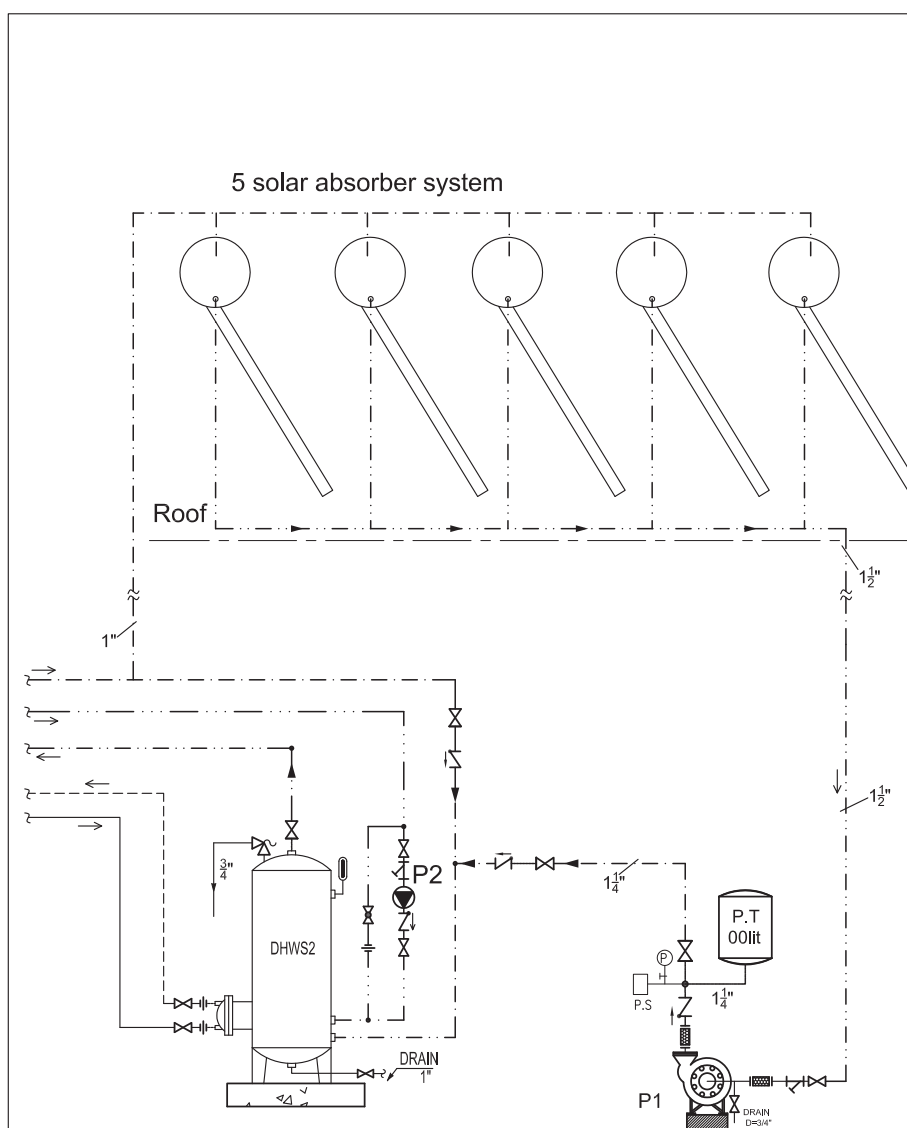 5 solar absorber system
Roof
1½"
1"
1½"
¾"
P2
1¼"
P.T
00lit
DHWS2
P
P.S
1¼"
DRAIN
1"
P1
DRAIN
D=3/4"